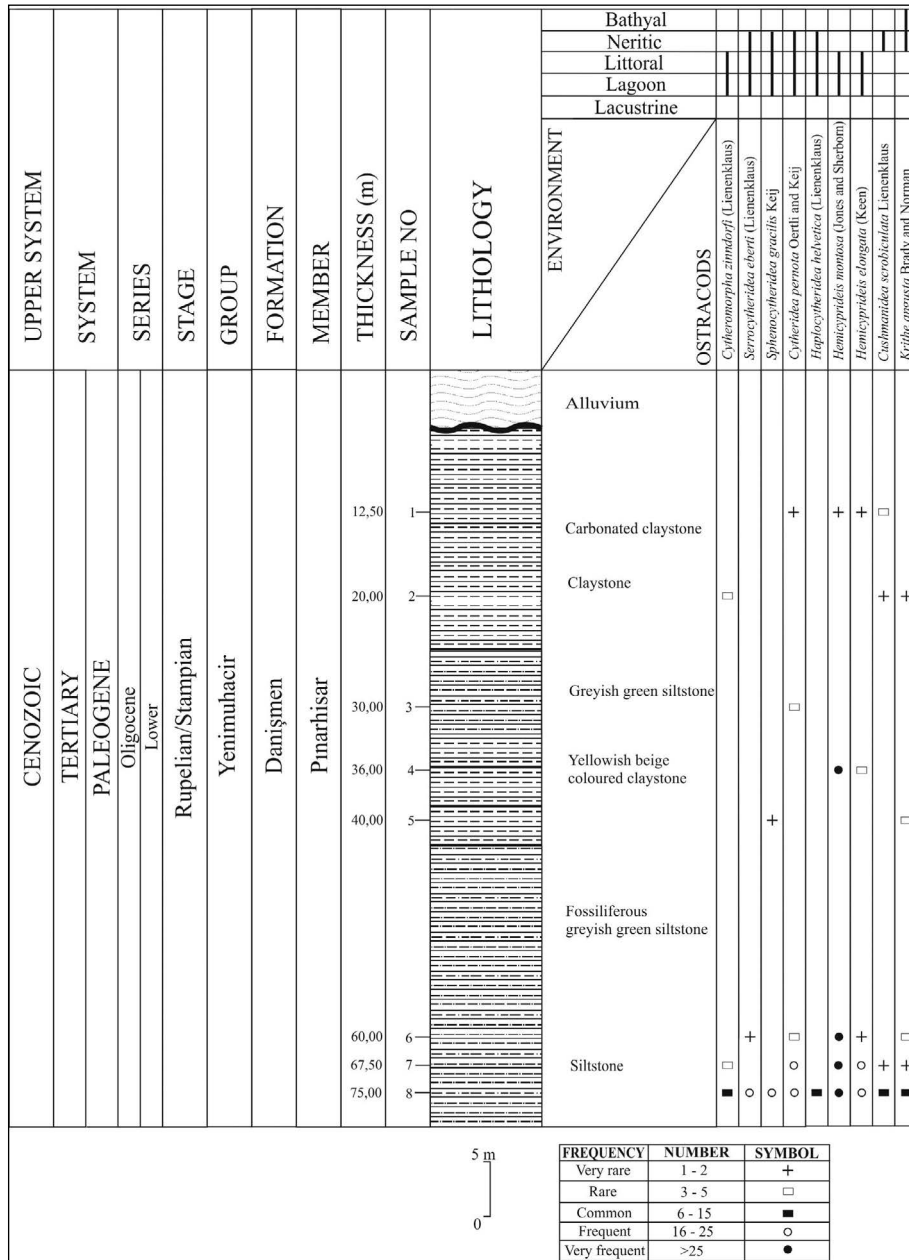 Bathyal
Neritic
Littoral
Lagoon
Lacustrine
UPPER SYSTEM
SYSTEM
SERIES
STAGE
GROUP
FORMATION
MEMBER
THICKNESS (m)
SAMPLE NO
LITHOLOGY
ENVIRONMENT
OSTRACODS
Cytheromorpha zinndorfi (Lienenklaus)
Serrocytheridea eberti (Lienenklaus)
Sphenocytheridea gracilis Keij
Cytheridea pernota Oertli and Keij
Haplocytheridea helvetica (Lienenklaus)
Hemicyprideis montosa (Jones and Sherborn)
Hemicyprideis elongata (Keen)
Cushmanidea scrobiculata Lienenklaus
Krithe angusta Brady and Norman
CENOZOIC
TERTIARY
PALEOGENE
Oligocene
Lower
Rupelian/Stampian
Yenimuhacir
Danişmen
Pınarhisar
Alluvium
12,50 1 + + + □
Carbonated claystone
Claystone
20,00 2 □ + +
Greyish green siltstone
30,00 3 □
36,00 4 Yellowish beige ● □
coloured claystone
40,00 5 + □
Fossiliferous
greyish green siltstone
60,00 6 + □ ● + □
67,50 7 Siltstone □ ○ ● ○ + +
75,00 8 ■ ○ ○ ○ ■ ● ○ ■ ■
5 m
0
FREQUENCY NUMBER SYMBOL
Very rare 1 - 2 +
Rare 3 - 5 □
Common 6 - 15 ■
Frequent 16 - 25 ○
Very frequent >25 ●